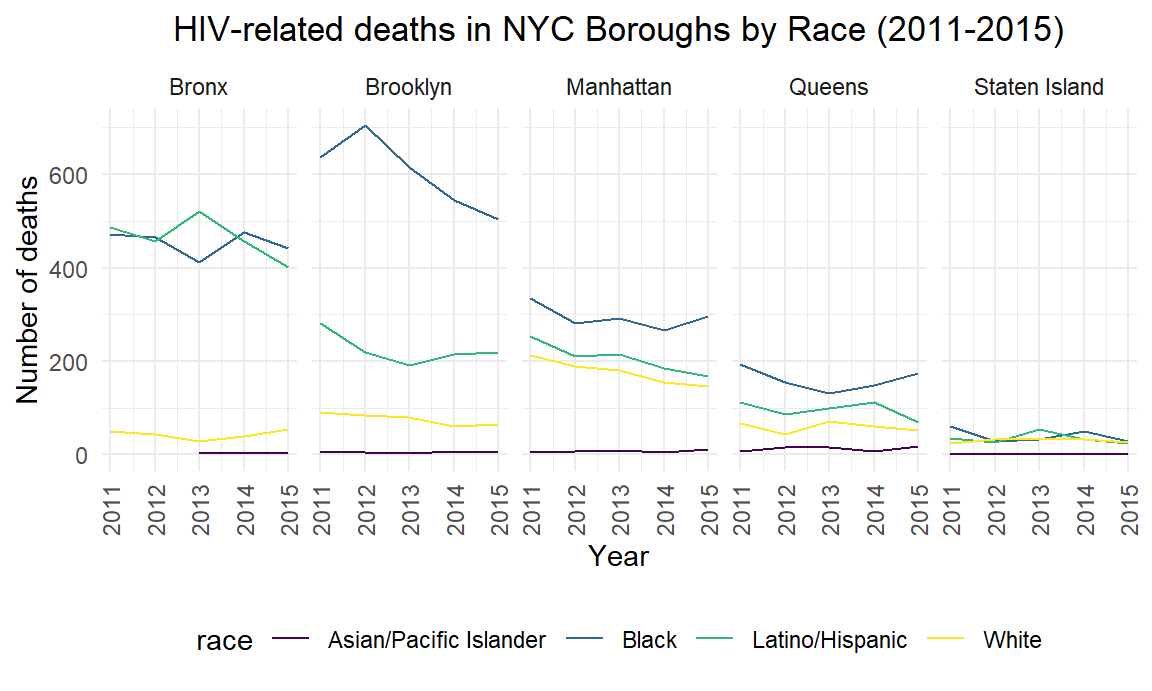 HIV-related deaths in NYC Boroughs by Race (2011-2015)
Bronx Brooklyn Manhattan Queens Staten Island
Number of deaths
600
400
200
0
2011 2012 2013 2014 2015 2011 2012 2013 2014 2015 2011 2012 2013 2014 2015 2011 2012 2013 2014 2015 2011 2012 2013 2014 2015
Year
race Asian/Pacific Islander Black Latino/Hispanic White